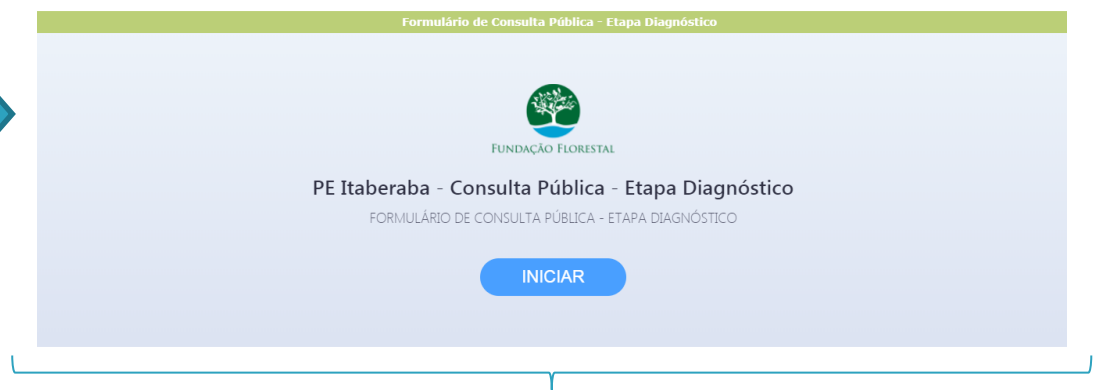 Formulário de Consulta Pública - Etapa Diagnóstico
FUNDAÇÃO FLORESTAL
PE Itaberaba - Consulta Pública - Etapa Diagnóstico
FORMULÁRIO DE CONSULTA PÚBLICA - ETAPA DIAGNÓSTICO
INICIAR